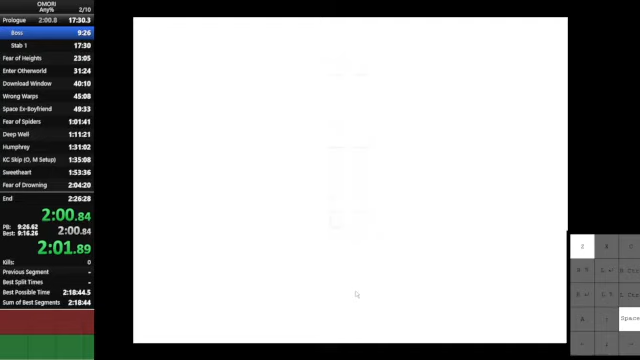 OMORI
Any% 2/10
Prologue 2:00.8 17:30.3
Boss 9:26
Stab 1 17:30
Fear of Heights 23:05
Enter Otherworld 31:24
Download Window 40:10
Wrong Warps 45:08
Space Ex-Boyfriend 49:33
Fear of Spiders 1:01:41
Deep Well 1:11:21
Humphrey 1:31:02
KC Skip (O, M Setup) 1:35:08
Sweetheart 1:53:36
Fear of Drowning 2:04:20
End 2:26:28
2:00.84
PB: 9:26.62 2:00.84
Best: 9:16.26
2:01.89
Kills: 0
Previous Segment -
Best Split Times -
Best Possible Time 2:18:44.5
Sum of Best Segments 2:18:44
Space